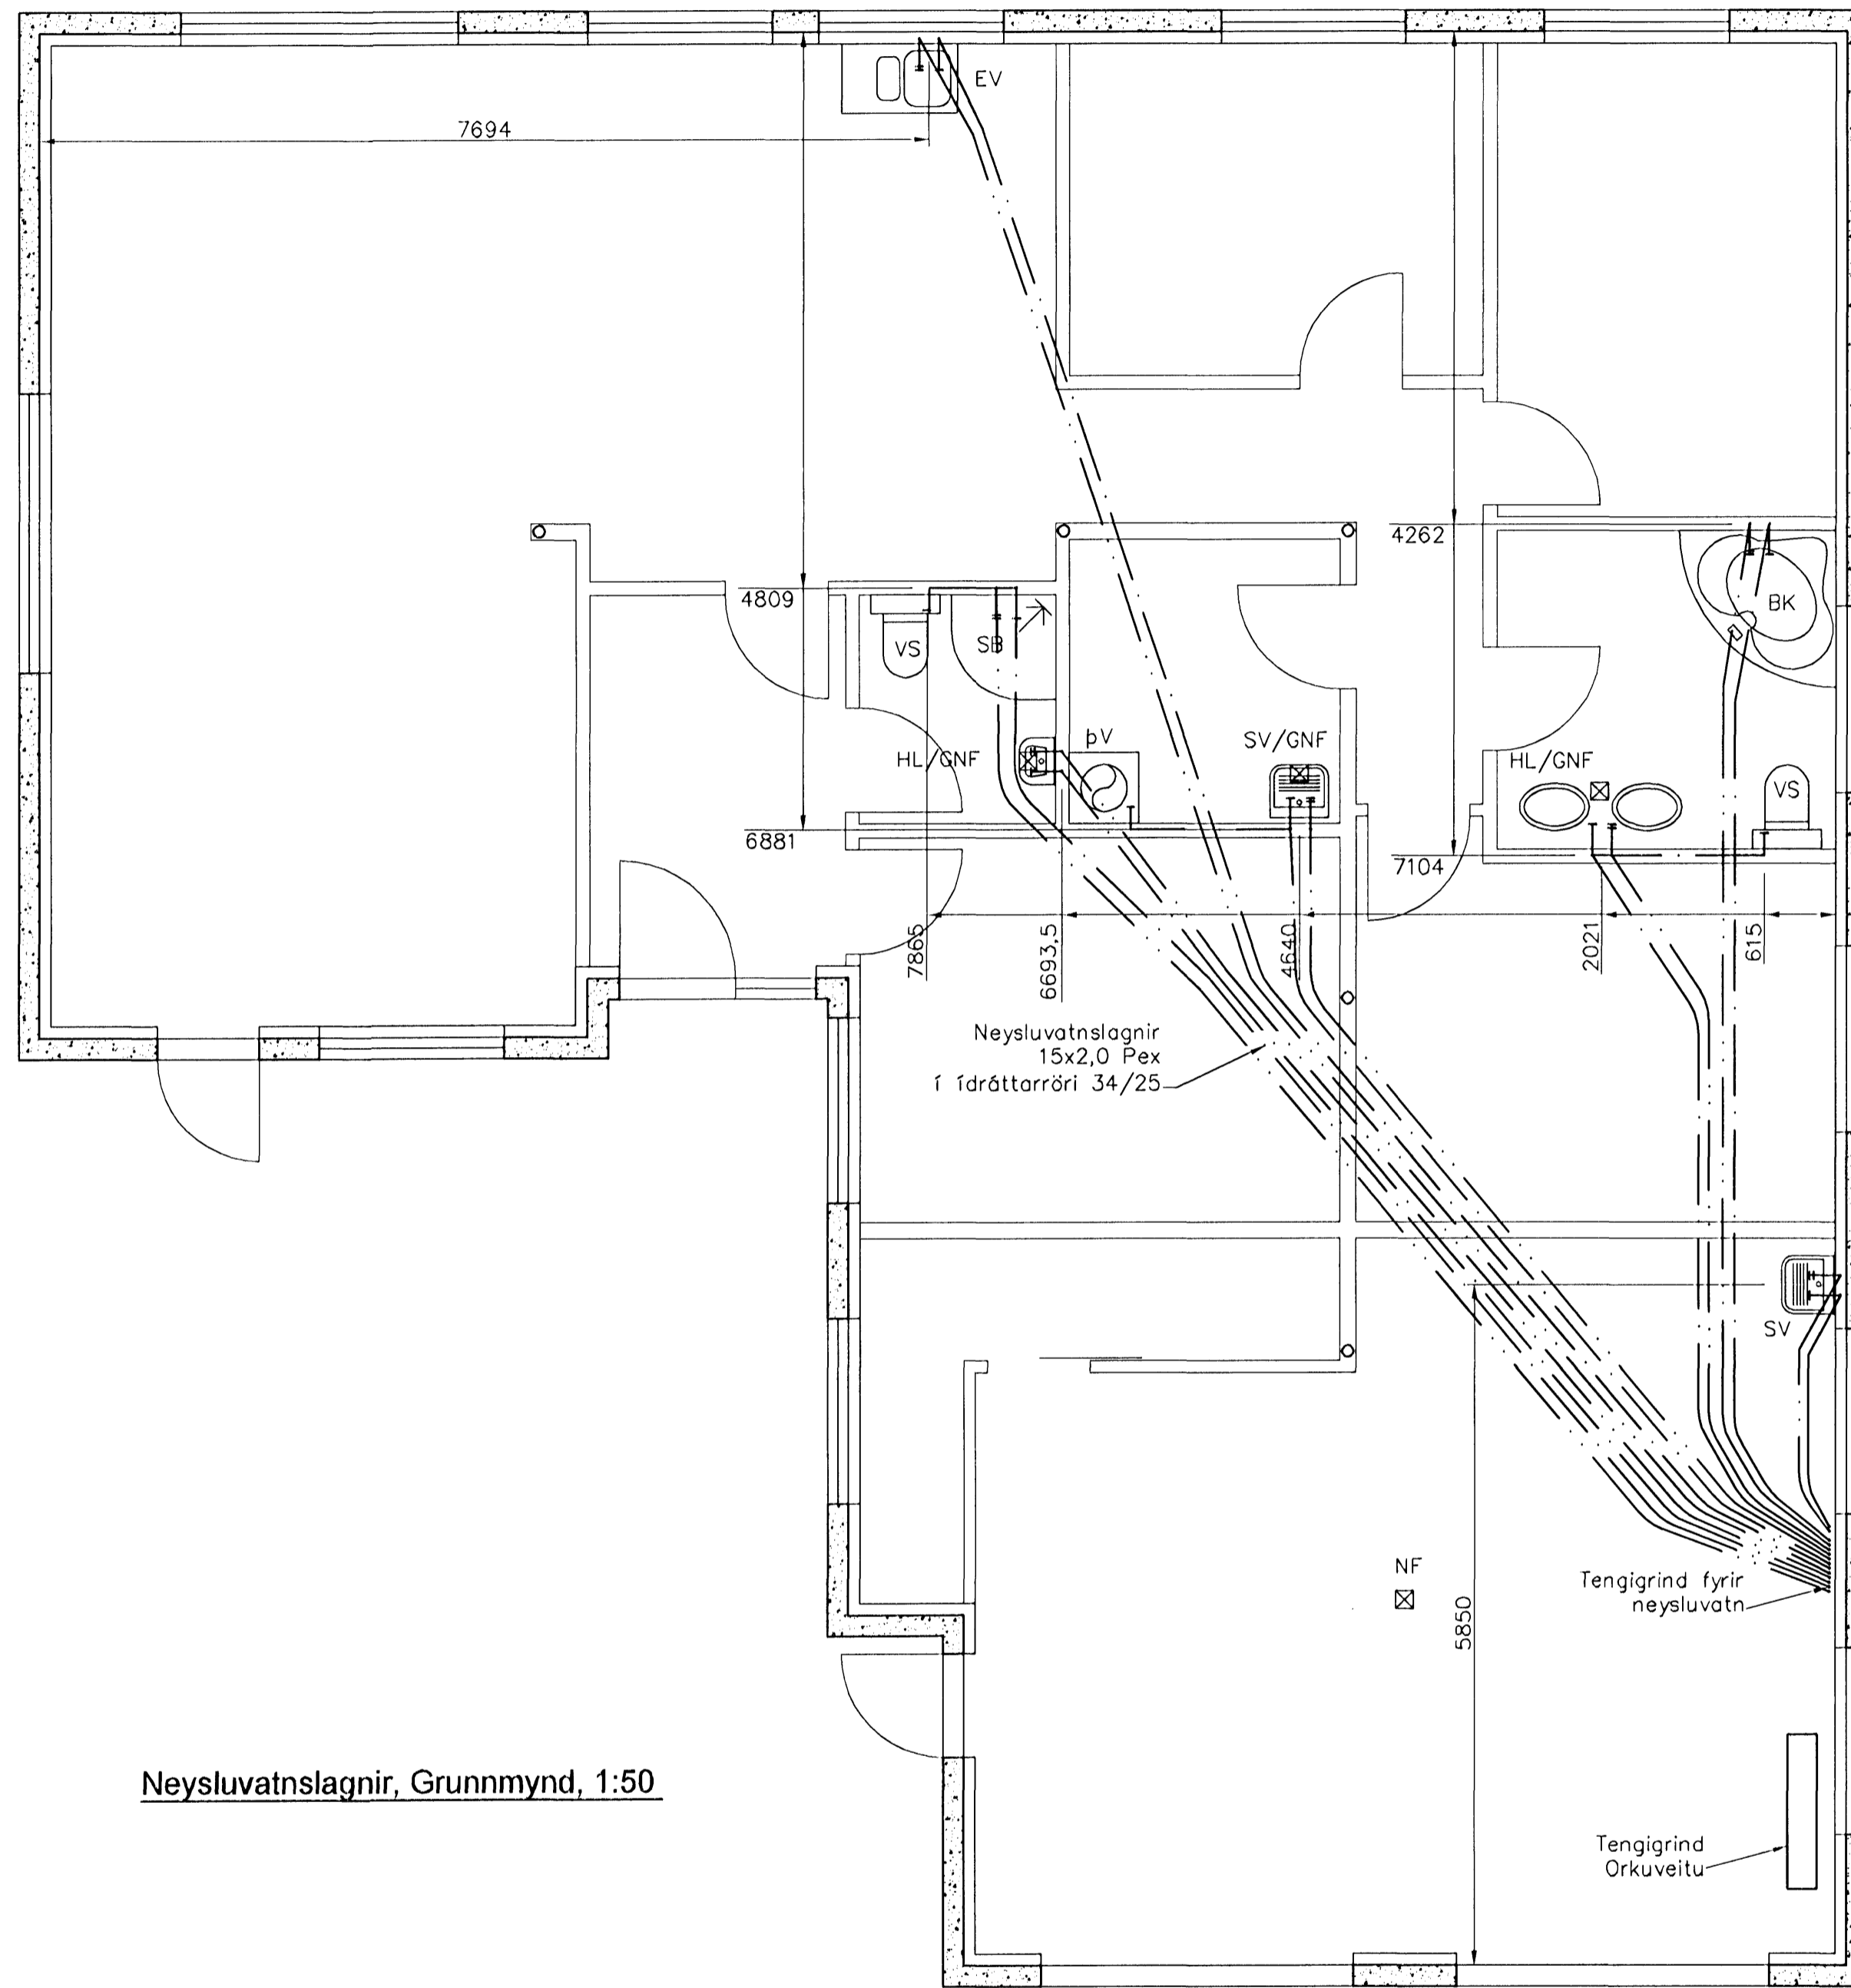 EV
7694
4262
4809
BK
VS
SB
HL/GNF
þV
SV/GNF
HL/GNF
VS
6881
7104
7865
6693,5
4640
2021
615
Neysluvatnslagnir
15x2,0 Pex
í ídráttarröri 34/25
SV
NF
Tengigrind fyrir
neysluvatn
5850
Neysluvatnslagnir, Grunnmynd, 1:50
Tengigrind
Orkuveitu